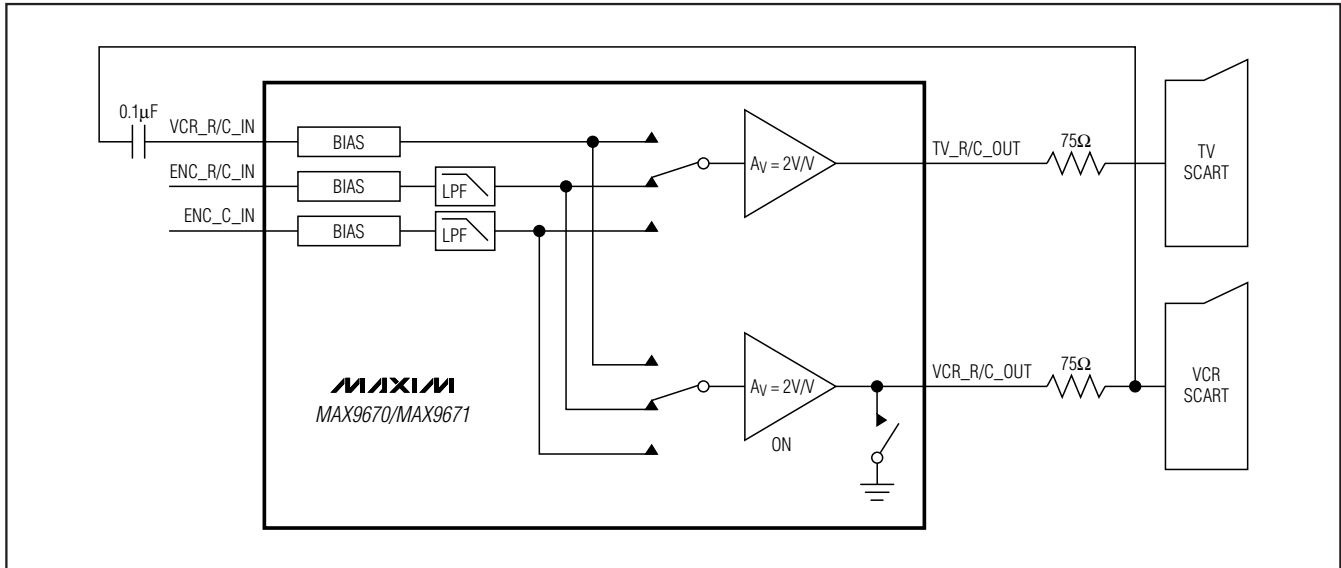 0.1µF
VCR_R/C_IN
BIAS
ENC_R/C_IN
BIAS
LPF
ENC_C_IN
BIAS
LPF
AV = 2V/V
TV_R/C_OUT
75Ω
TV
SCART
MAXIM
MAX9670/MAX9671
AV = 2V/V
ON
VCR_R/C_OUT
75Ω
VCR
SCART